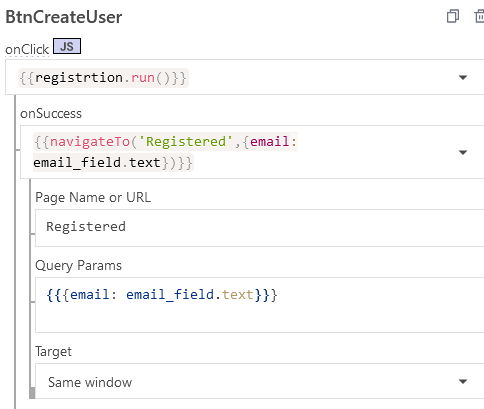 BtnCreateUser
onClick JS
{{registrtion.run()}}
onSuccess
{{navigateTo('Registered',{email:
email_field.text})}}
Page Name or URL
Registered
Query Params
{{{email: email_field.text}}}
Target
Same window